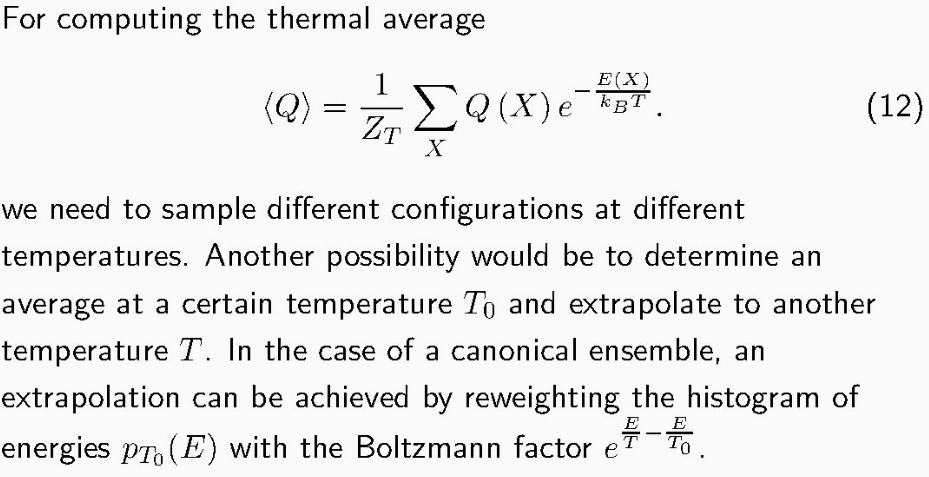 For computing the thermal average
⟨Q⟩ = \frac{1}{Z_T} \sum_X Q(X) e^{-\frac{E(X)}{k_B T}}. (12)
we need to sample different configurations at different
temperatures. Another possibility would be to determine an
average at a certain temperature T_0 and extrapolate to another
temperature T. In the case of a canonical ensemble, an
extrapolation can be achieved by reweighting the histogram of
energies p_{T_0}(E) with the Boltzmann factor e^{\frac{E}{T} - \frac{E}{T_0}}.